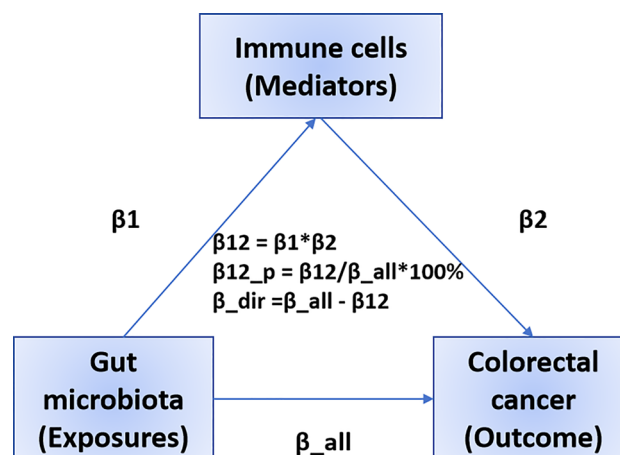 Immune cells
(Mediators)
β1
β2
β12 = β1*β2
β12_p = β12/β_all*100%
β_dir =β_all - β12
Gut
microbiota
(Exposures)
Colorectal
cancer
(Outcome)
β_all